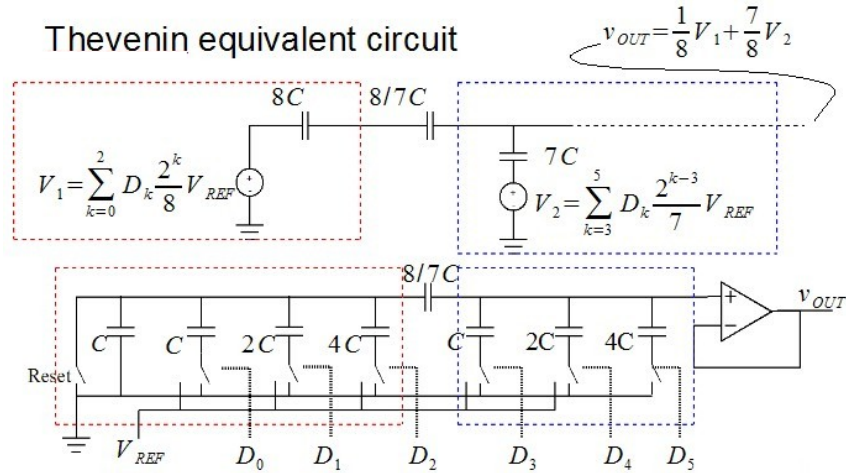 Thevenin equivalent circuit
v_OUT = 1/8 V_1 + 7/8 V_2
8C 8/7C
7C
V_1 = ∑_{k=0}^{2} D_k 2^k/8 V_REF
V_2 = ∑_{k=3}^{5} D_k 2^{k-3}/7 V_REF
8/7C
v_OUT
C C 2C 4C C 2C 4C
Reset
V_REF D_0 D_1 D_2 D_3 D_4 D_5